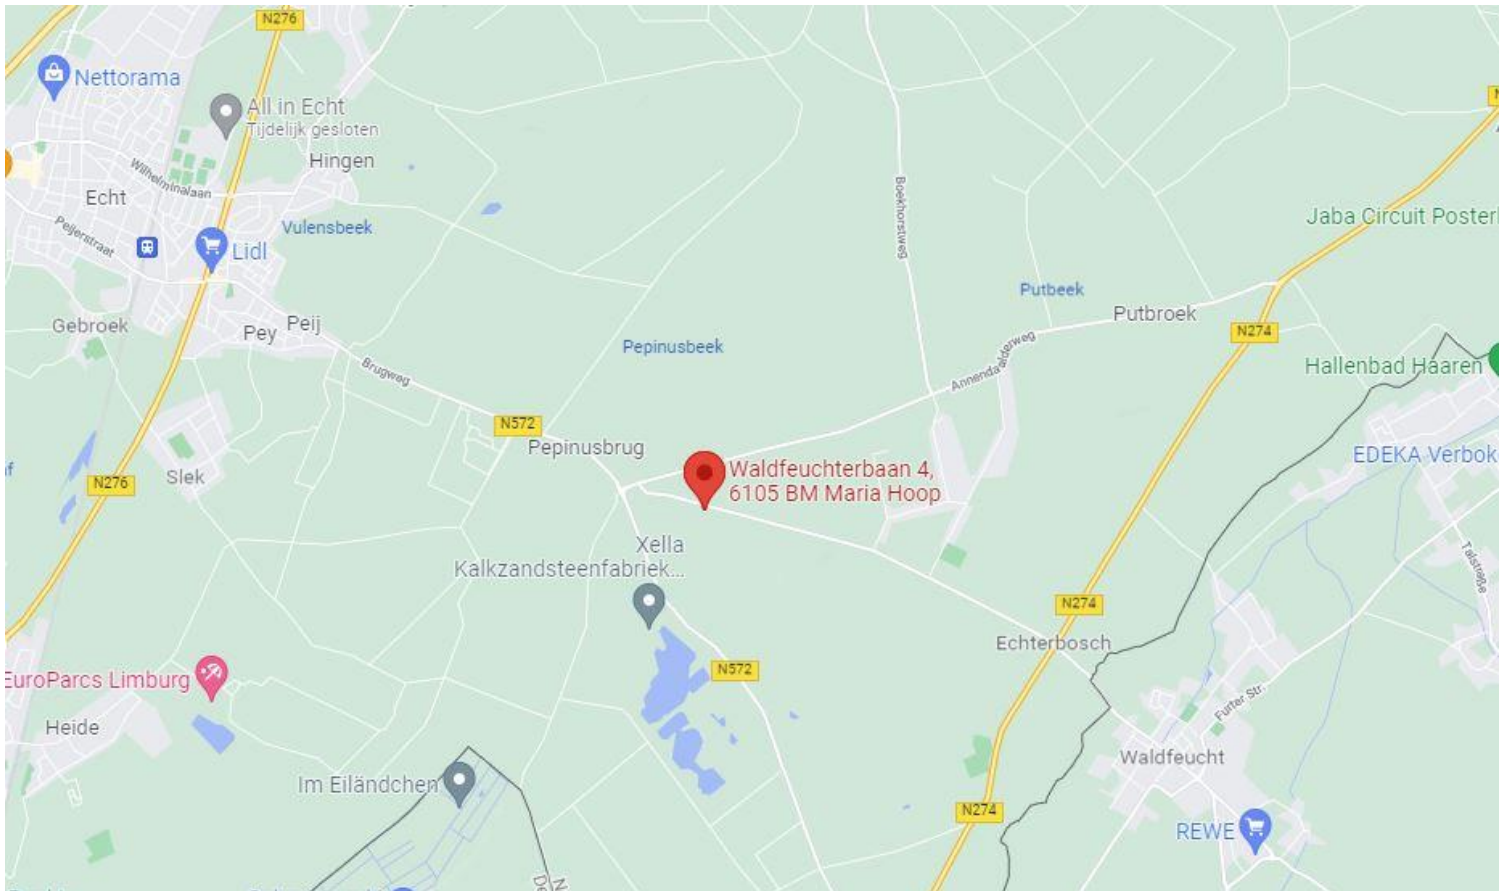 N276
Nettorama
All in Echt
Tijdelijk gesloten
Hingen
Wilhelminalaan
Echt
Peijerstraat
Vulensbeek
Lidl
Boekhorstweg
Jaba Circuit Poster
Putbeek
Putbroek
Gebroek
Pey
Peij
N274
Pepinusbeek
Annendaalderweg
Hallenbad Haaren
Brugweg
N572
Pepinusbrug
EDEKA Verbok
Slek
N276
Waldfeuchterbaan 4,
6105 BM Maria Hoop
Xella
Kalkzandsteenfabriek...
Talstraße
N274
Echterbosch
EuroParcs Limburg
N572
Furter Str.
Heide
Waldfeucht
Im Eiländchen
N274
REWE